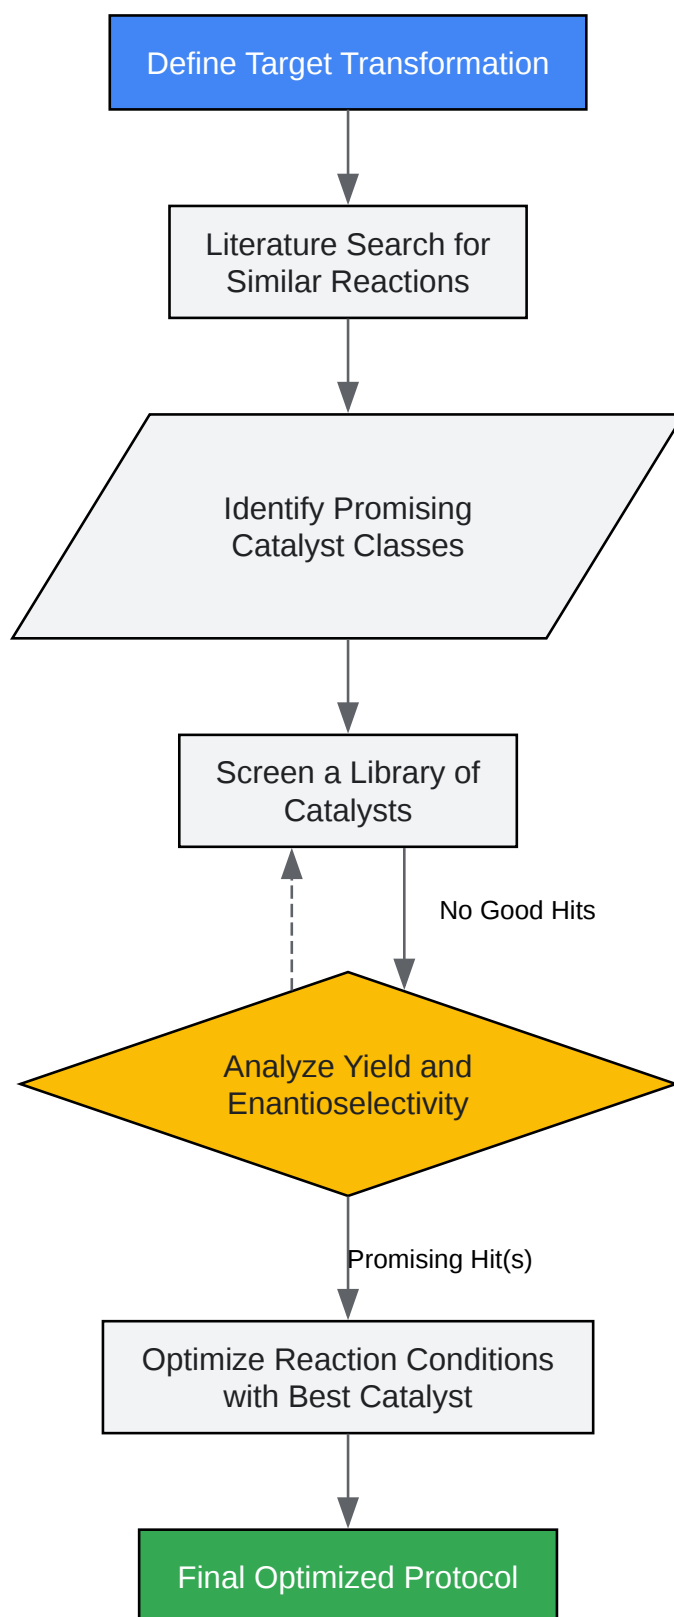 Define Target Transformation
Literature Search for
Similar Reactions
Identify Promising
Catalyst Classes
Screen a Library of
Catalysts
No Good Hits
Analyze Yield and
Enantioselectivity
Promising Hit(s)
Optimize Reaction Conditions
with Best Catalyst
Final Optimized Protocol